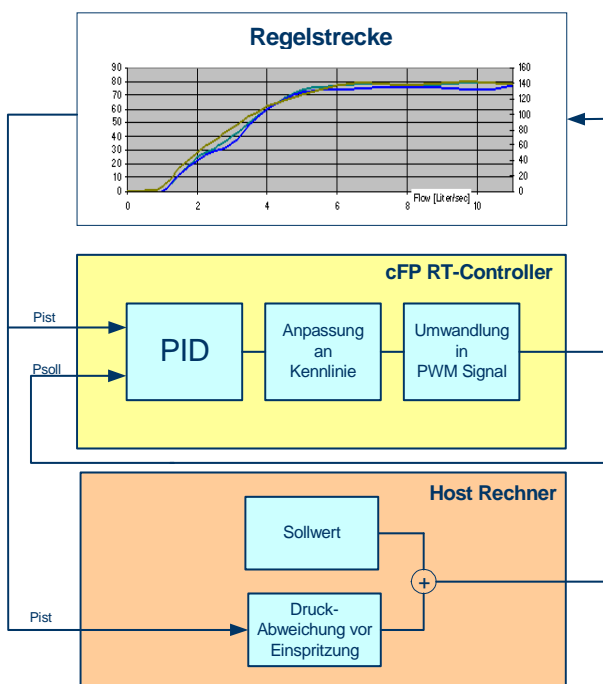 Regelstrecke
90
80
70
60
50
40
30
20
10
0
160
140
120
100
80
60
40
20
0
0
2
4
6
8
10
Flow [Liter/sec]
cFP RT-Controller
Pist
Psoll
PID
Anpassung
an
Kennlinie
Umwandlung
in
PWM Signal
Host Rechner
Sollwert
+
Pist
Druck-
Abweichung vor
Einspritzung